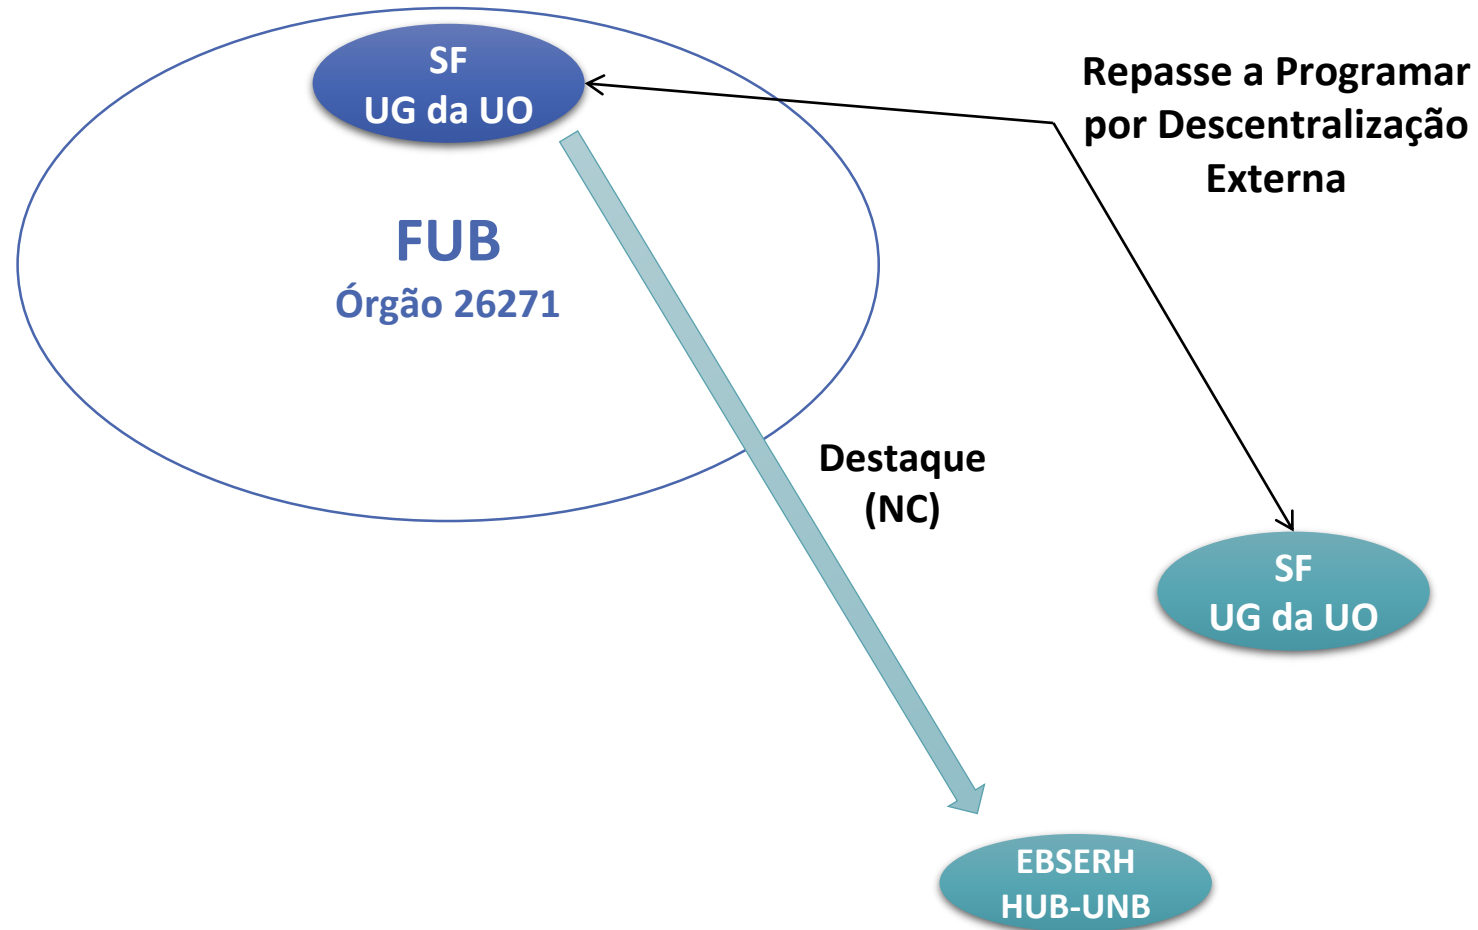 SF
UG da UO
Repasse a Programar
por Descentralização
Externa
FUB
Órgão 26271
Destaque
(NC)
SF
UG da UO
EBSERH
HUB-UNB